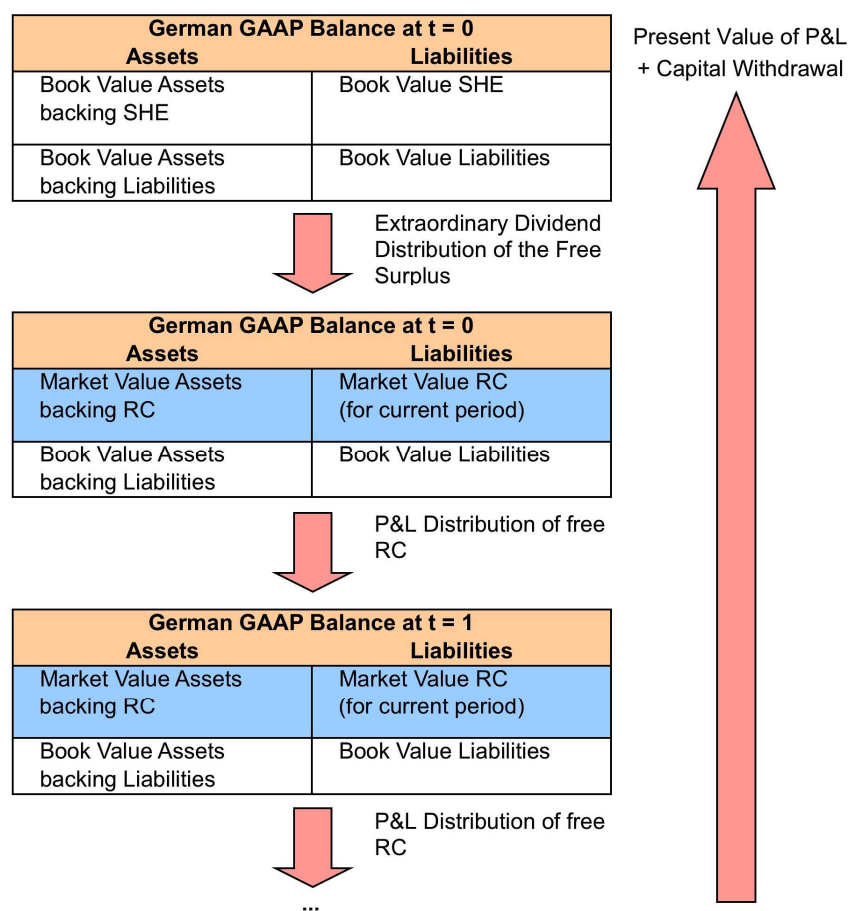 German GAAP Balance at t = 0
Assets Liabilities
Book Value Assets
backing SHE
Book Value SHE
Book Value Assets
backing Liabilities
Book Value Liabilities
Present Value of P&L
+ Capital Withdrawal
Extraordinary Dividend
Distribution of the Free
Surplus
German GAAP Balance at t = 0
Assets Liabilities
Market Value Assets
backing RC
Market Value RC
(for current period)
Book Value Assets
backing Liabilities
Book Value Liabilities
P&L Distribution of free
RC
German GAAP Balance at t = 1
Assets Liabilities
Market Value Assets
backing RC
Market Value RC
(for current period)
Book Value Assets
backing Liabilities
Book Value Liabilities
P&L Distribution of free
RC
...